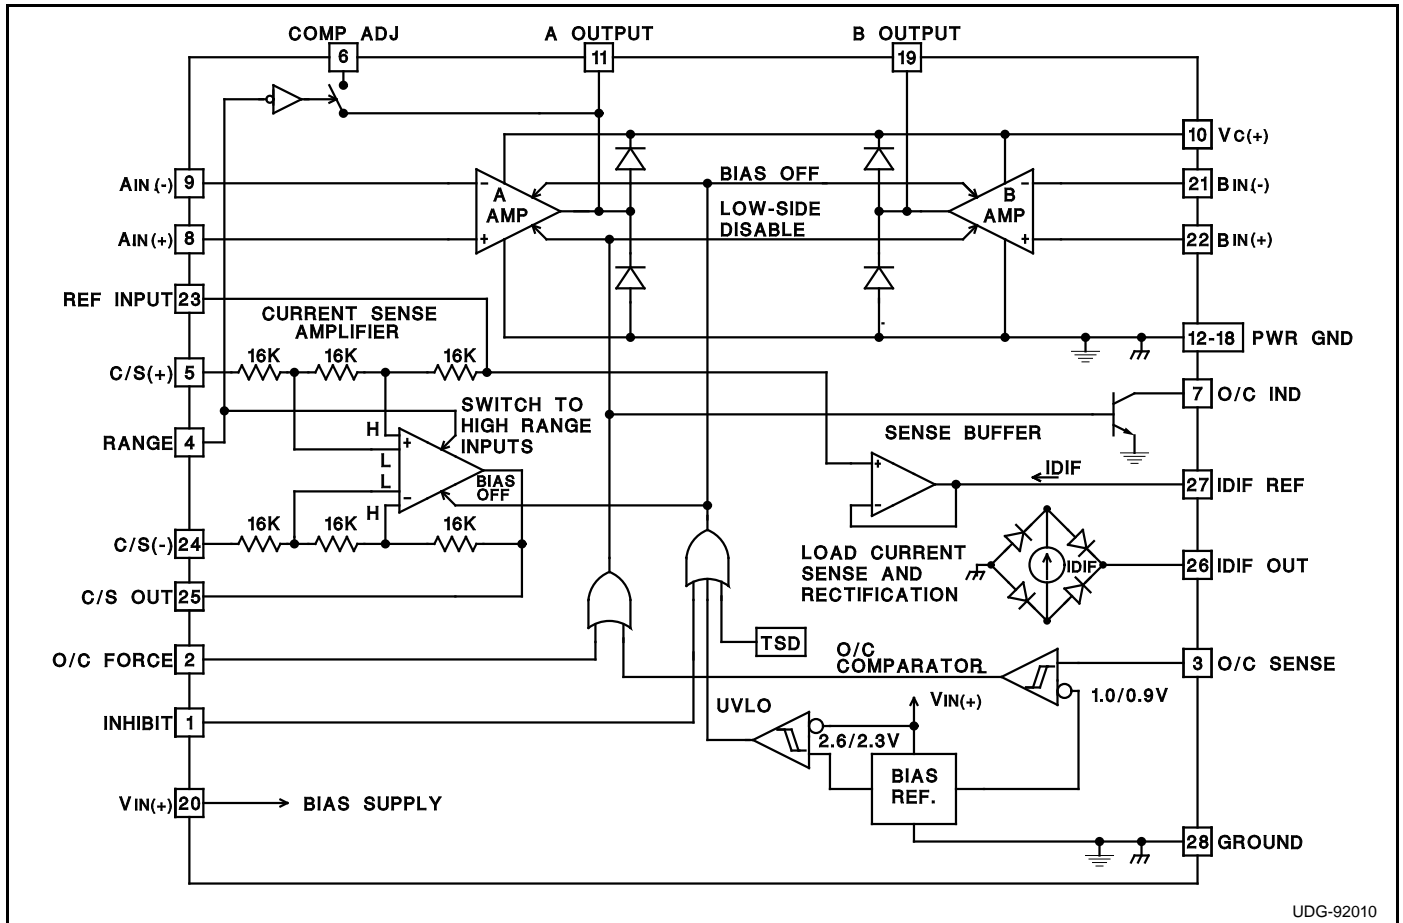 COMP ADJ
A OUTPUT
B OUTPUT
6
11
19
10 VC(+)
AIN(-) 9
BIAS OFF
21 BIN(-)
A
AMP
B
AMP
-
-
LOW-SIDE
DISABLE
AIN(+) 8
+
+
22 BIN(+)
REF INPUT 23
CURRENT SENSE
AMPLIFIER
12-18 PWR GND
16K
16K
16K
C/S(+) 5
7 O/C IND
SWITCH TO
HIGH RANGE
INPUTS
H
+
L
L
-
H
BIAS
OFF
RANGE 4
SENSE BUFFER
+
-
IDIF
27 IDIF REF
16K
16K
16K
C/S(-) 24
LOAD CURRENT
SENSE AND
RECTIFICATION
IDIF
26 IDIF OUT
C/S OUT 25
TSD
O/C FORCE 2
O/C
COMPARATOR
3 O/C SENSE
1.0/0.9V
INHIBIT 1
UVLO
VIN(+)
2.6/2.3V
BIAS
REF.
VIN(+) 20
BIAS SUPPLY
28 GROUND
UDG-92010